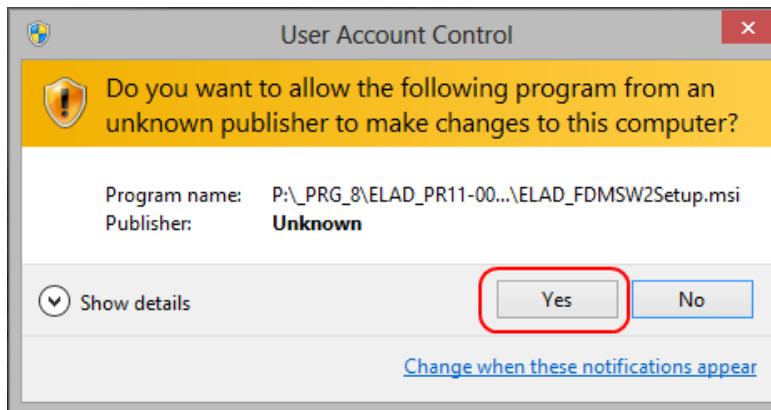 User Account Control
Do you want to allow the following program from an
unknown publisher to make changes to this computer?
Program name: P:\_PRG_8\ELAD_PR11-00...\ELAD_FDMSW2Setup.msi
Publisher: Unknown
Show details
Yes
No
Change when these notifications appear